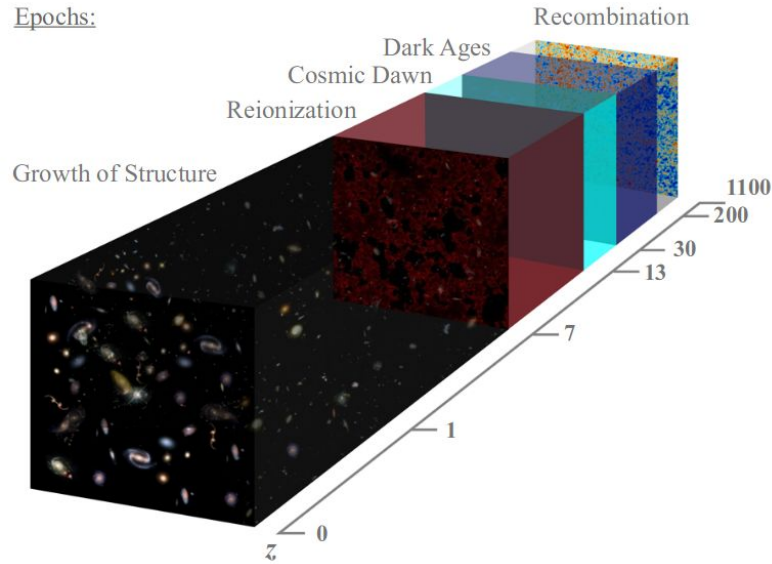 Epochs:
Recombination
Dark Ages
Cosmic Dawn
Reionization
Growth of Structure
1100
200
30
13
7
1
0
z